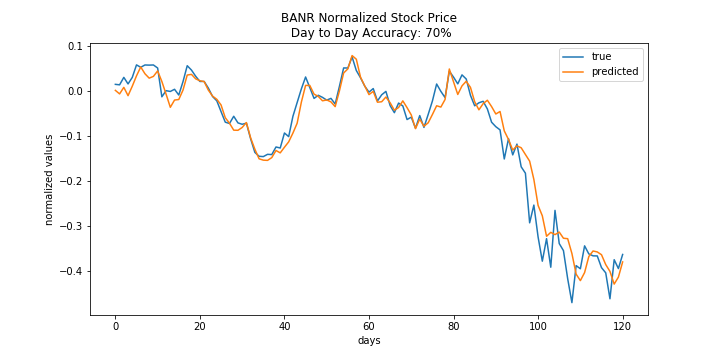 BANR Normalized Stock Price
Day to Day Accuracy: 70%
true
predicted
normalized values
0.1
0.0
−0.1
−0.2
−0.3
−0.4
0
20
40
60
80
100
120
days